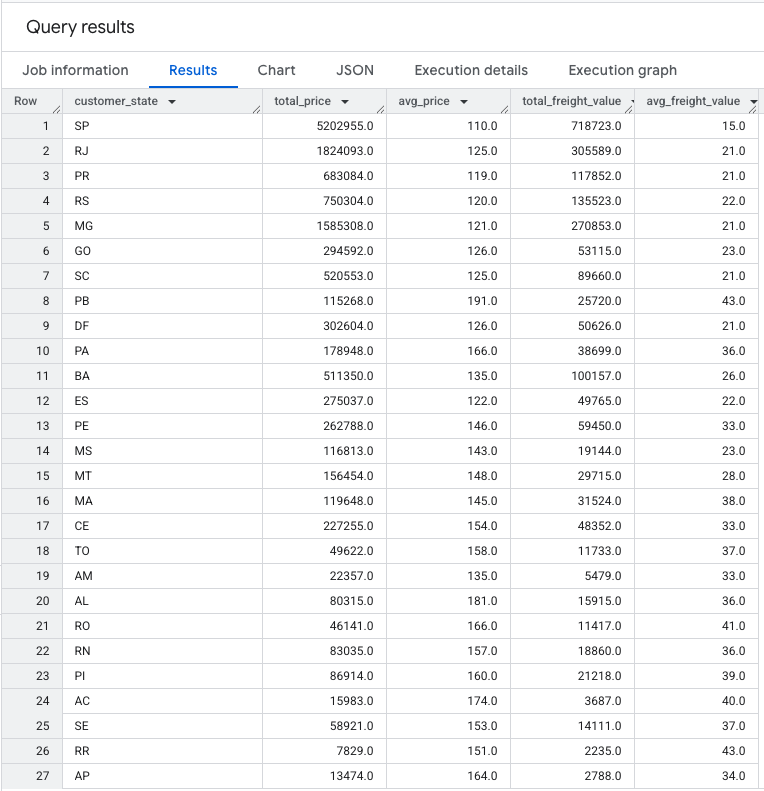 Query results
Job information Results Chart JSON Execution details Execution graph
Row customer_state total_price avg_price total_freight_value avg_freight_value
1 SP 5202955.0 110.0 718723.0 15.0
2 RJ 1824093.0 125.0 305589.0 21.0
3 PR 683084.0 119.0 117852.0 21.0
4 RS 750304.0 120.0 135523.0 22.0
5 MG 1585308.0 121.0 270853.0 21.0
6 GO 294592.0 126.0 53115.0 23.0
7 SC 520553.0 125.0 89660.0 21.0
8 PB 115268.0 191.0 25720.0 43.0
9 DF 302604.0 126.0 50626.0 21.0
10 PA 178948.0 166.0 38699.0 36.0
11 BA 511350.0 135.0 100157.0 26.0
12 ES 275037.0 122.0 49765.0 22.0
13 PE 262788.0 146.0 59450.0 33.0
14 MS 116813.0 143.0 19144.0 23.0
15 MT 156454.0 148.0 29715.0 28.0
16 MA 119648.0 145.0 31524.0 38.0
17 CE 227255.0 154.0 48352.0 33.0
18 TO 49622.0 158.0 11733.0 37.0
19 AM 22357.0 135.0 5479.0 33.0
20 AL 80315.0 181.0 15915.0 36.0
21 RO 46141.0 166.0 11417.0 41.0
22 RN 83035.0 157.0 18860.0 36.0
23 PI 86914.0 160.0 21218.0 39.0
24 AC 15983.0 174.0 3687.0 40.0
25 SE 58921.0 153.0 14111.0 37.0
26 RR 7829.0 151.0 2235.0 43.0
27 AP 13474.0 164.0 2788.0 34.0